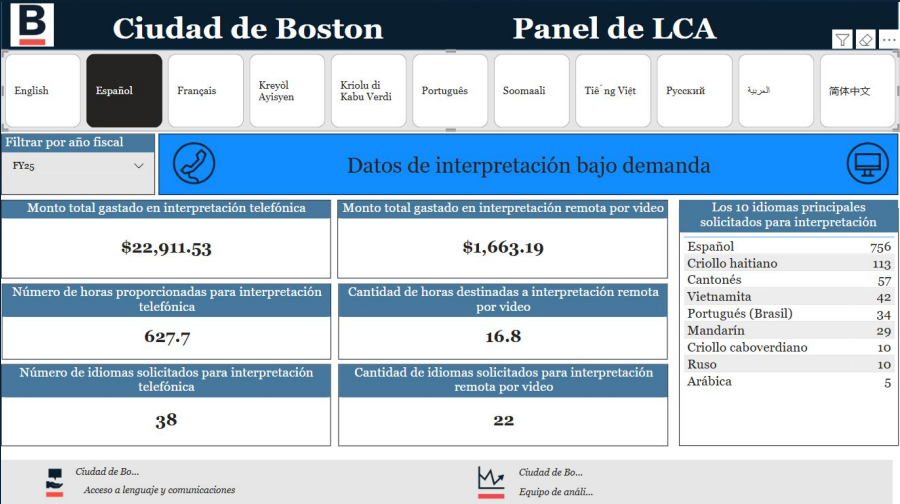 B
Ciudad de Boston
Panel de LCA
English
Español
Français
Kreyòl
Ayisyen
Kriolu di
Kabu Verdi
Português
Soomaali
Tiê´ng Việt
Русский
العربية
简体中文
Filtrar por año fiscal
FY25
Datos de interpretación bajo demanda
Monto total gastado en interpretación telefónica
$22,911.53
Monto total gastado en interpretación remota por video
$1,663.19
Número de horas proporcionadas para interpretación
telefónica
627.7
Cantidad de horas destinadas a interpretación remota
por video
16.8
Número de idiomas solicitados para interpretación
telefónica
38
Cantidad de idiomas solicitados para interpretación
remota por video
22
Los 10 idiomas principales
solicitados para interpretación
Español 756
Criollo haitiano 113
Cantonés 57
Vietnamita 42
Portugués (Brasil) 34
Mandarín 29
Criollo caboverdiano 10
Ruso 10
Arábica 5
Ciudad de Bo...
Acceso a lenguaje y comunicaciones
Ciudad de Bo...
Equipo de análi...